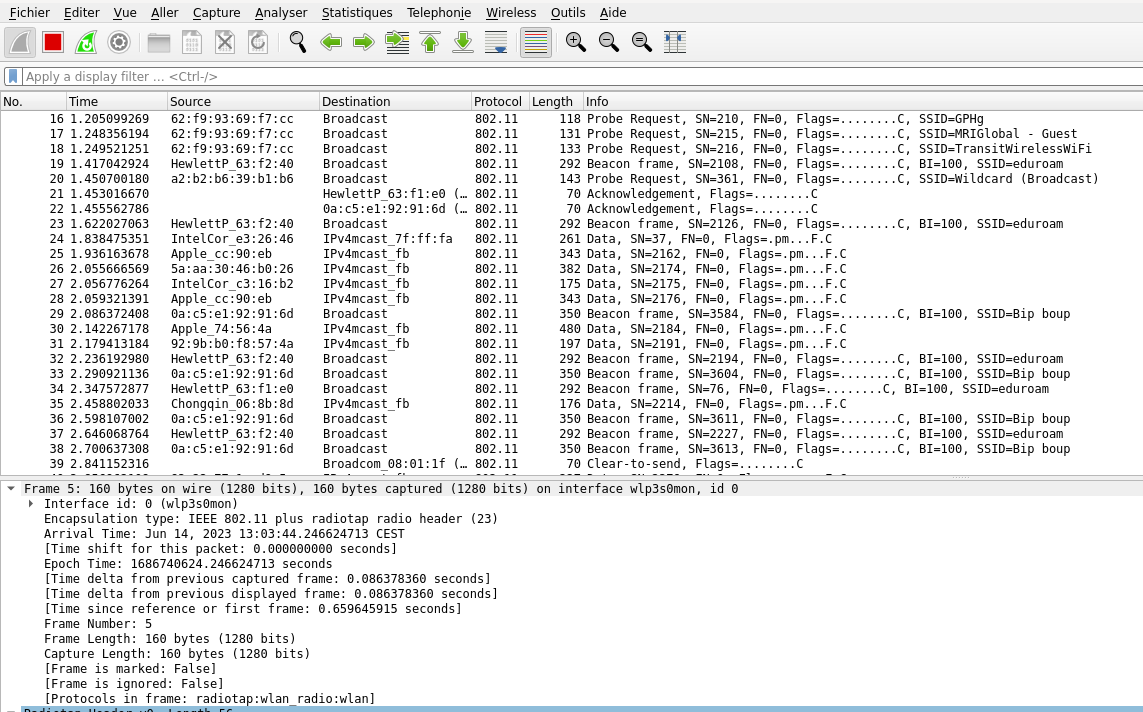 Fichier Editer Vue Aller Capture Analyser Statistiques Telephonie Wireless Outils Aide
Apply a display filter … <Ctrl-/>
No. Time Source Destination Protocol Length Info
16 1.205099269 62:f9:93:69:f7:cc Broadcast 802.11 118 Probe Request, SN=210, FN=0, Flags=........C, SSID=GPHg
17 1.248356194 62:f9:93:69:f7:cc Broadcast 802.11 131 Probe Request, SN=215, FN=0, Flags=........C, SSID=MRIGlobal - Guest
18 1.249521251 62:f9:93:69:f7:cc Broadcast 802.11 133 Probe Request, SN=216, FN=0, Flags=........C, SSID=TransitWirelessWiFi
19 1.417042924 HewlettP_63:f2:40 Broadcast 802.11 292 Beacon frame, SN=2108, FN=0, Flags=........C, BI=100, SSID=eduroam
20 1.450700180 a2:b2:b6:39:b1:b6 Broadcast 802.11 143 Probe Request, SN=361, FN=0, Flags=........C, SSID=Wildcard (Broadcast)
21 1.453016670 HewlettP_63:f1:e0 (… 802.11 70 Acknowledgement, Flags=........C
22 1.455562786 0a:c5:e1:92:91:6d (… 802.11 70 Acknowledgement, Flags=........C
23 1.622027063 HewlettP_63:f2:40 Broadcast 802.11 292 Beacon frame, SN=2126, FN=0, Flags=........C, BI=100, SSID=eduroam
24 1.838475351 IntelCor_e3:26:46 IPv4mcast_7f:ff:fa 802.11 261 Data, SN=37, FN=0, Flags=.pm...F.C
25 1.936163678 Apple_cc:90:eb IPv4mcast_fb 802.11 343 Data, SN=2162, FN=0, Flags=.pm...F.C
26 2.055666569 5a:aa:30:46:b0:26 IPv4mcast_fb 802.11 382 Data, SN=2174, FN=0, Flags=.pm...F.C
27 2.056776264 IntelCor_c3:16:b2 IPv4mcast_fb 802.11 175 Data, SN=2175, FN=0, Flags=.pm...F.C
28 2.059321391 Apple_cc:90:eb IPv4mcast_fb 802.11 343 Data, SN=2176, FN=0, Flags=.pm...F.C
29 2.086372408 0a:c5:e1:92:91:6d Broadcast 802.11 350 Beacon frame, SN=3584, FN=0, Flags=........C, BI=100, SSID=Bip boup
30 2.142267178 Apple_74:56:4a IPv4mcast_fb 802.11 480 Data, SN=2184, FN=0, Flags=.pm...F.C
31 2.179413184 92:9b:b0:f8:57:4a IPv4mcast_fb 802.11 197 Data, SN=2191, FN=0, Flags=.pm...F.C
32 2.236192980 HewlettP_63:f2:40 Broadcast 802.11 292 Beacon frame, SN=2194, FN=0, Flags=........C, BI=100, SSID=eduroam
33 2.290921136 0a:c5:e1:92:91:6d Broadcast 802.11 350 Beacon frame, SN=3604, FN=0, Flags=........C, BI=100, SSID=Bip boup
34 2.347572877 HewlettP_63:f1:e0 Broadcast 802.11 292 Beacon frame, SN=76, FN=0, Flags=........C, BI=100, SSID=eduroam
35 2.458802033 Chongqin_06:8b:8d IPv4mcast_fb 802.11 176 Data, SN=2214, FN=0, Flags=.pm...F.C
36 2.598107002 0a:c5:e1:92:91:6d Broadcast 802.11 350 Beacon frame, SN=3611, FN=0, Flags=........C, BI=100, SSID=Bip boup
37 2.646068764 HewlettP_63:f2:40 Broadcast 802.11 292 Beacon frame, SN=2227, FN=0, Flags=........C, BI=100, SSID=eduroam
38 2.700637308 0a:c5:e1:92:91:6d Broadcast 802.11 350 Beacon frame, SN=3613, FN=0, Flags=........C, BI=100, SSID=Bip boup
39 2.841152316 Broadcom_08:01:1f (… 802.11 70 Clear-to-send, Flags=........C
Frame 5: 160 bytes on wire (1280 bits), 160 bytes captured (1280 bits) on interface wlp3s0mon, id 0
Interface id: 0 (wlp3s0mon)
Encapsulation type: IEEE 802.11 plus radiotap radio header (23)
Arrival Time: Jun 14, 2023 13:03:44.246624713 CEST
[Time shift for this packet: 0.000000000 seconds]
Epoch Time: 1686740624.246624713 seconds
[Time delta from previous captured frame: 0.086378360 seconds]
[Time delta from previous displayed frame: 0.086378360 seconds]
[Time since reference or first frame: 0.659645915 seconds]
Frame Number: 5
Frame Length: 160 bytes (1280 bits)
Capture Length: 160 bytes (1280 bits)
[Frame is marked: False]
[Frame is ignored: False]
[Protocols in frame: radiotap:wlan_radio:wlan]